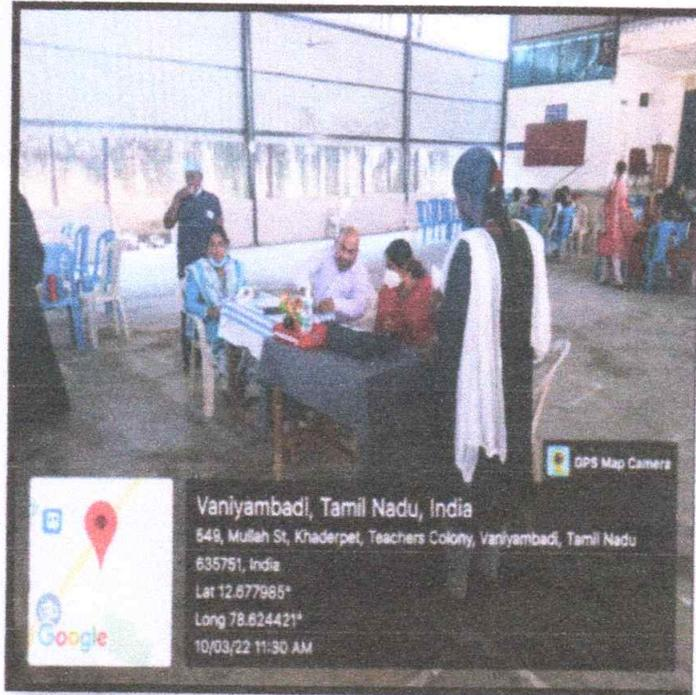 GPS Map Camera
Vaniyambadi, Tamil Nadu, India
549, Mullah St, Khaderpet, Teachers Colony, Vaniyambadi, Tamil Nadu
635751, India
Lat 12.677985°
Long 78.624421°
10/03/22 11:30 AM
Google